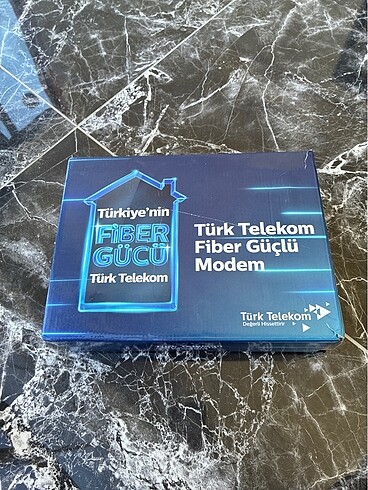 Türkiye'nin
FİBER
GÜCÜ
Türk Telekom
Türk Telekom
Fiber Güçlü
Modem
Türk Telekom
Değerli Hissettirir